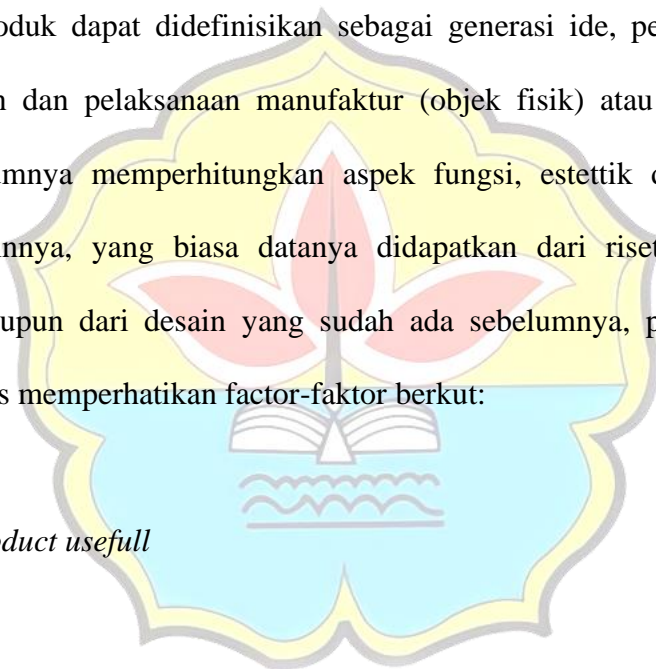 oduk dapat didefinisikan sebagai generasi ide, pe
dan pelaksanaan manufaktur (objek fisik) atau
mnya memperhitungkan aspek fungsi, estettik
nnya, yang biasa datanya didapatkan dari riset
upun dari desain yang sudah ada sebelumnya, p
s memperhatikan factor-faktor berkut:
duct usefull